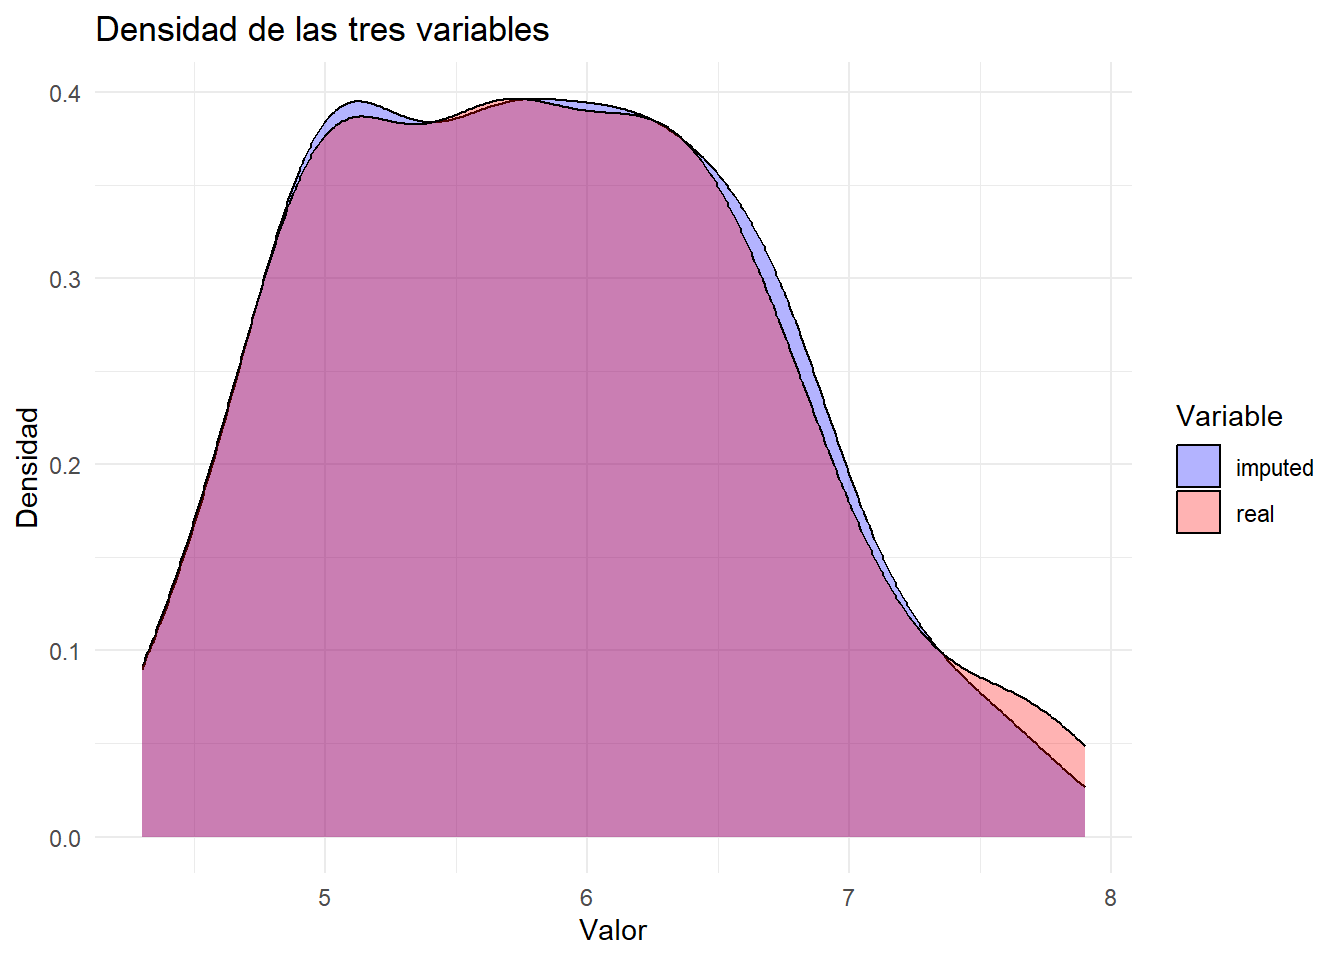 Densidad de las tres variables
0.4
0.3
0.2
0.1
0.0
Densidad
5
6
7
8
Valor
Variable
imputed
real